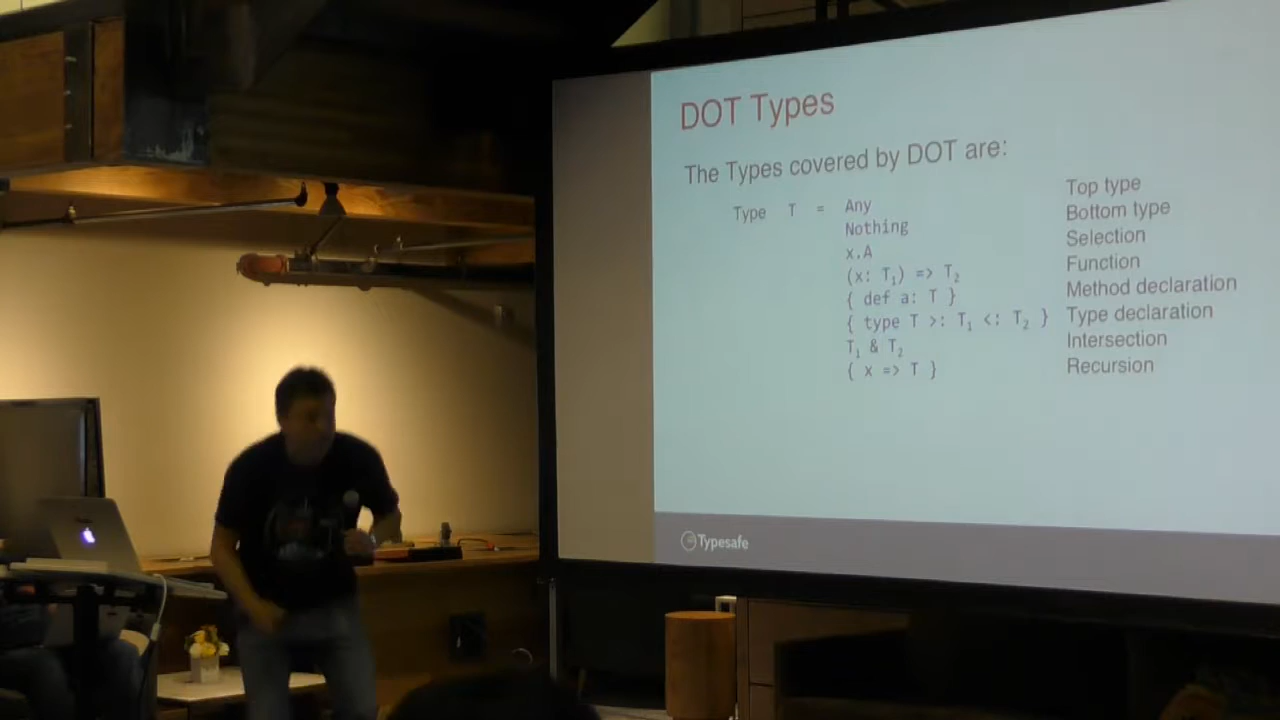 DOT Types
The Types covered by DOT are:
Type T = Any Top type
Nothing Bottom type
x.A Selection
(x: T₁) => T₂ Function
{ def a: T } Method declaration
{ type T >: T₁ <: T₂ } Type declaration
T₁ & T₂ Intersection
{ x => T } Recursion
Typesafe